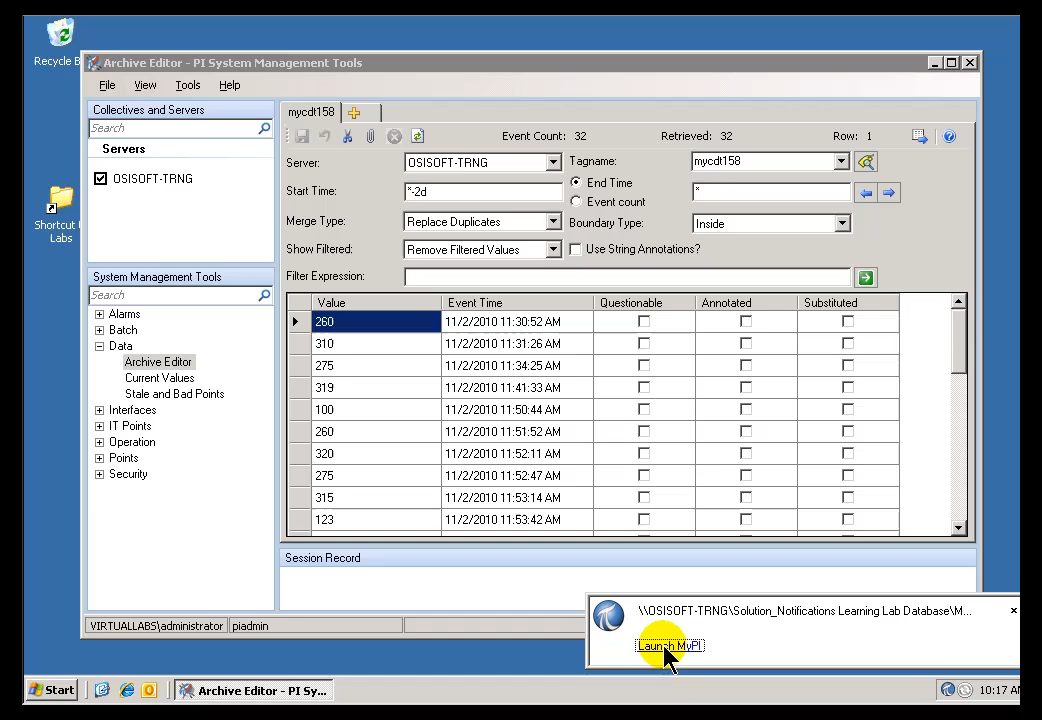 Recycle B
Archive Editor - PI System Management Tools
File View Tools Help
Collectives and Servers
Search
Servers
OSISOFT-TRNG
Shortcut
Labs
mycdt158
Event Count: 32 Retrieved: 32 Row: 1
Server: OSISOFT-TRNG Tagname: mycdt158
Start Time: *-2d End Time *
Event count
Merge Type: Replace Duplicates Boundary Type: Inside
Show Filtered: Remove Filtered Values Use String Annotations?
Filter Expression:
System Management Tools
Search
Alarms
Batch
Data
Archive Editor
Current Values
Stale and Bad Points
Interfaces
IT Points
Operation
Points
Security
Value Event Time Questionable Annotated Substituted
260 11/2/2010 11:30:52 AM
310 11/2/2010 11:31:26 AM
275 11/2/2010 11:34:25 AM
319 11/2/2010 11:41:33 AM
100 11/2/2010 11:50:44 AM
260 11/2/2010 11:51:52 AM
320 11/2/2010 11:52:11 AM
275 11/2/2010 11:52:47 AM
315 11/2/2010 11:53:14 AM
123 11/2/2010 11:53:42 AM
Session Record
\\OSISOFT-TRNG\Solution_Notifications Learning Lab Database\M...
Launch MyPI
VIRTUALLABS\administrator piadmin
Start Archive Editor - PI Sy... 10:17 AM